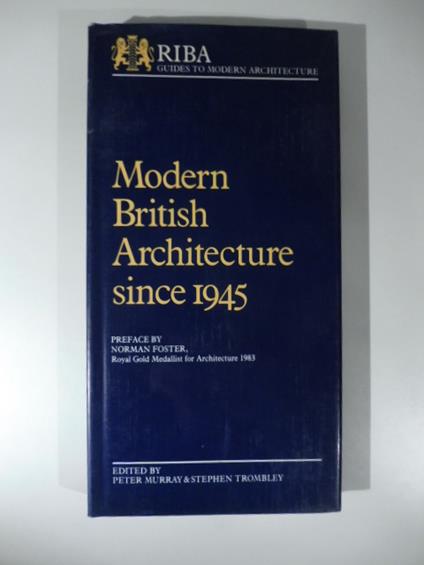 RIBA
GUIDES TO MODERN ARCHITECTURE
Modern
British
Architecture
since 1945
PREFACE BY
NORMAN FOSTER,
Royal Gold Medallist for Architecture 1983
EDITED BY
PETER MURRAY & STEPHEN TROMBLEY